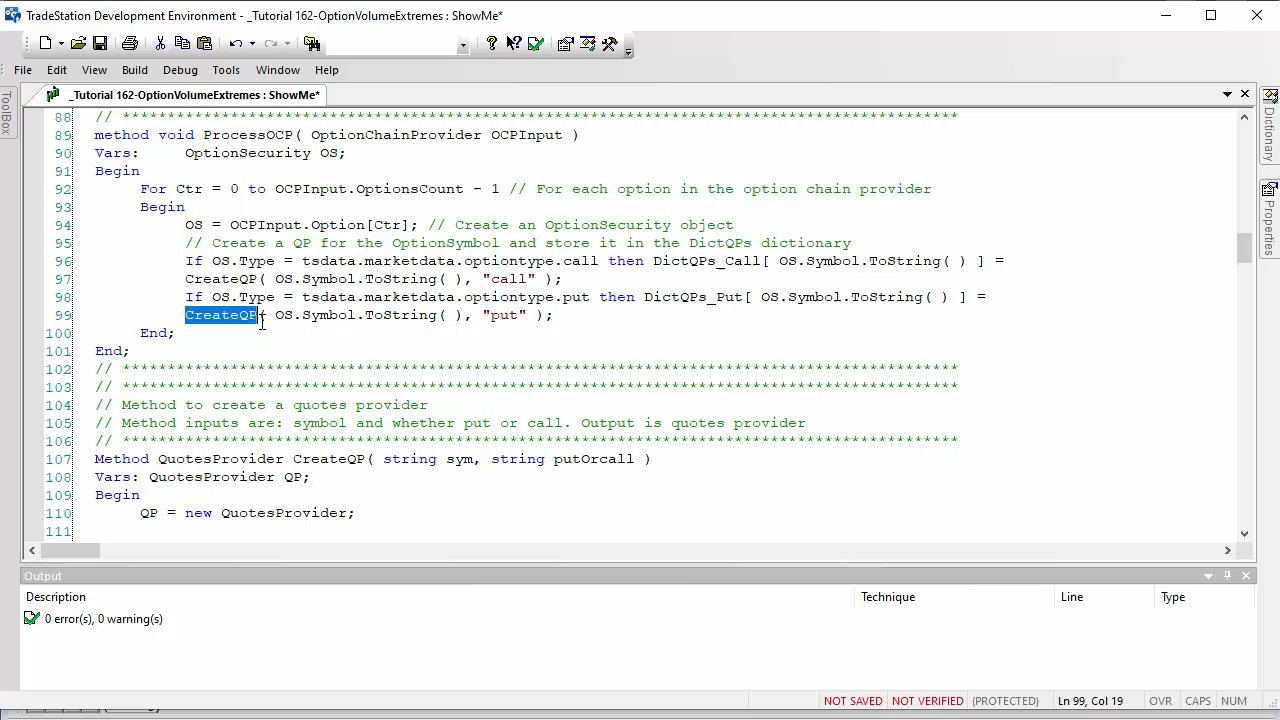 TradeStation Development Environment - _Tutorial 162-OptionVolumeExtremes : ShowMe*
File Edit View Build Debug Tools Window Help
ToolBox
_Tutorial 162-OptionVolumeExtremes : ShowMe*
Dictionary
Properties
88 // *********************************************************************************************
89 method void ProcessOCP( OptionChainProvider OCPInput )
90 Vars: OptionSecurity OS;
91 Begin
92 For Ctr = 0 to OCPInput.OptionsCount - 1 // For each option in the option chain provider
93 Begin
94 OS = OCPInput.Option[Ctr]; // Create an OptionSecurity object
95 // Create a QP for the OptionSymbol and store it in the DictQPs dictionary
96 If OS.Type = tsdata.marketdata.optiontype.call then DictQPs_Call[ OS.Symbol.ToString( ) ] =
97 CreateQP( OS.Symbol.ToString( ), "call" );
98 If OS.Type = tsdata.marketdata.optiontype.put then DictQPs_Put[ OS.Symbol.ToString( ) ] =
99 CreateQP( OS.Symbol.ToString( ), "put" );
100 End;
101 End;
102 // *********************************************************************************************
103 // *********************************************************************************************
104 // Method to create a quotes provider
105 // Method inputs are: symbol and whether put or call. Output is quotes provider
106 // *********************************************************************************************
107 Method QuotesProvider CreateQP( string sym, string putOrcall )
108 Vars: QuotesProvider QP;
109 Begin
110 QP = new QuotesProvider;
111
Output
Description Technique Line Type
0 error(s), 0 warning(s)
NOT SAVED NOT VERIFIED (PROTECTED) Ln 99, Col 19 OVR CAPS NUM